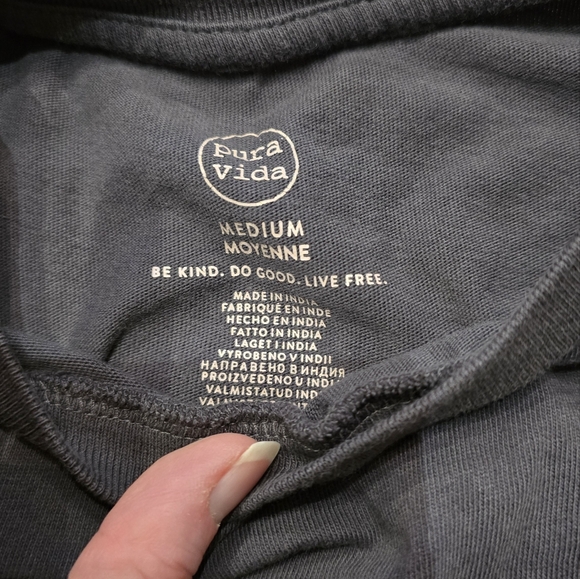 pura
vida
MEDIUM
MOYENNE
BE KIND. DO GOOD. LIVE FREE.
MADE IN INDIA
FABRIQUÉ EN INDE
HECHO EN INDIA
FATTO IN INDIA
LAGET I INDIA
VYROBENO V INDII
НАПРАВЕНО В ИНДИЯ
PROIZVEDENO U INDI
VALMISTATUD INDI